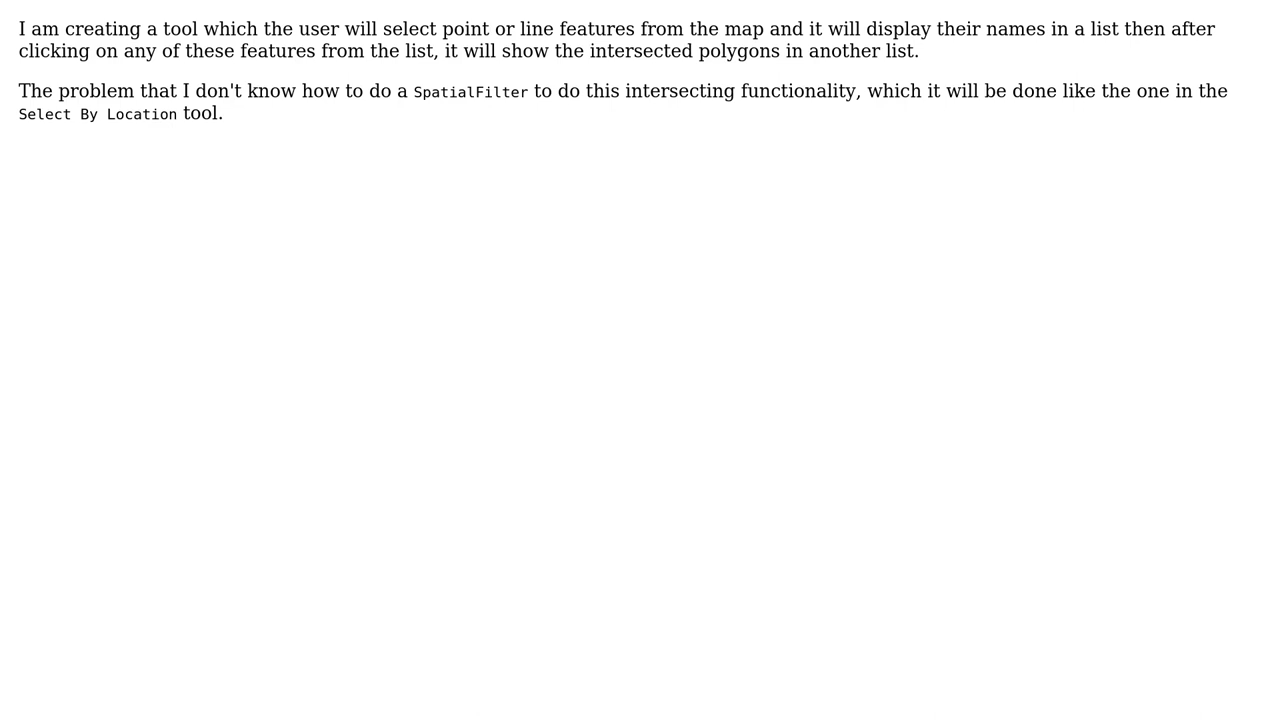 I am creating a tool which the user will select point or line features from the map and it will display their names in a list then after
clicking on any of these features from the list, it will show the intersected polygons in another list.
The problem that I don't know how to do a SpatialFilter to do this intersecting functionality, which it will be done like the one in the
Select By Location tool.